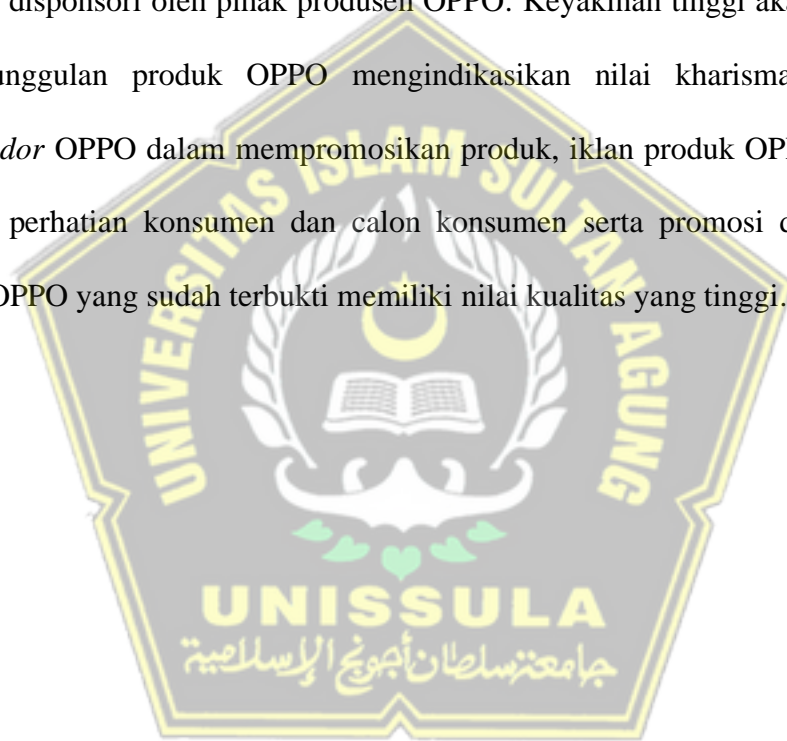 disponsori oleh pihak produsen OPPO. Keyakinan tinggi aka
unggulan produk OPPO mengindikasikan nilai kharisma
dor OPPO dalam mempromosikan produk, iklan produk OP
perhatian konsumen dan calon konsumen serta promosi
OPPO yang sudah terbukti memiliki nilai kualitas yang tinggi.
UNIVERSITAS ISLAM SULTAN AGUNG
UNISSULA
جامعة سلطان أجونج الإسلامية